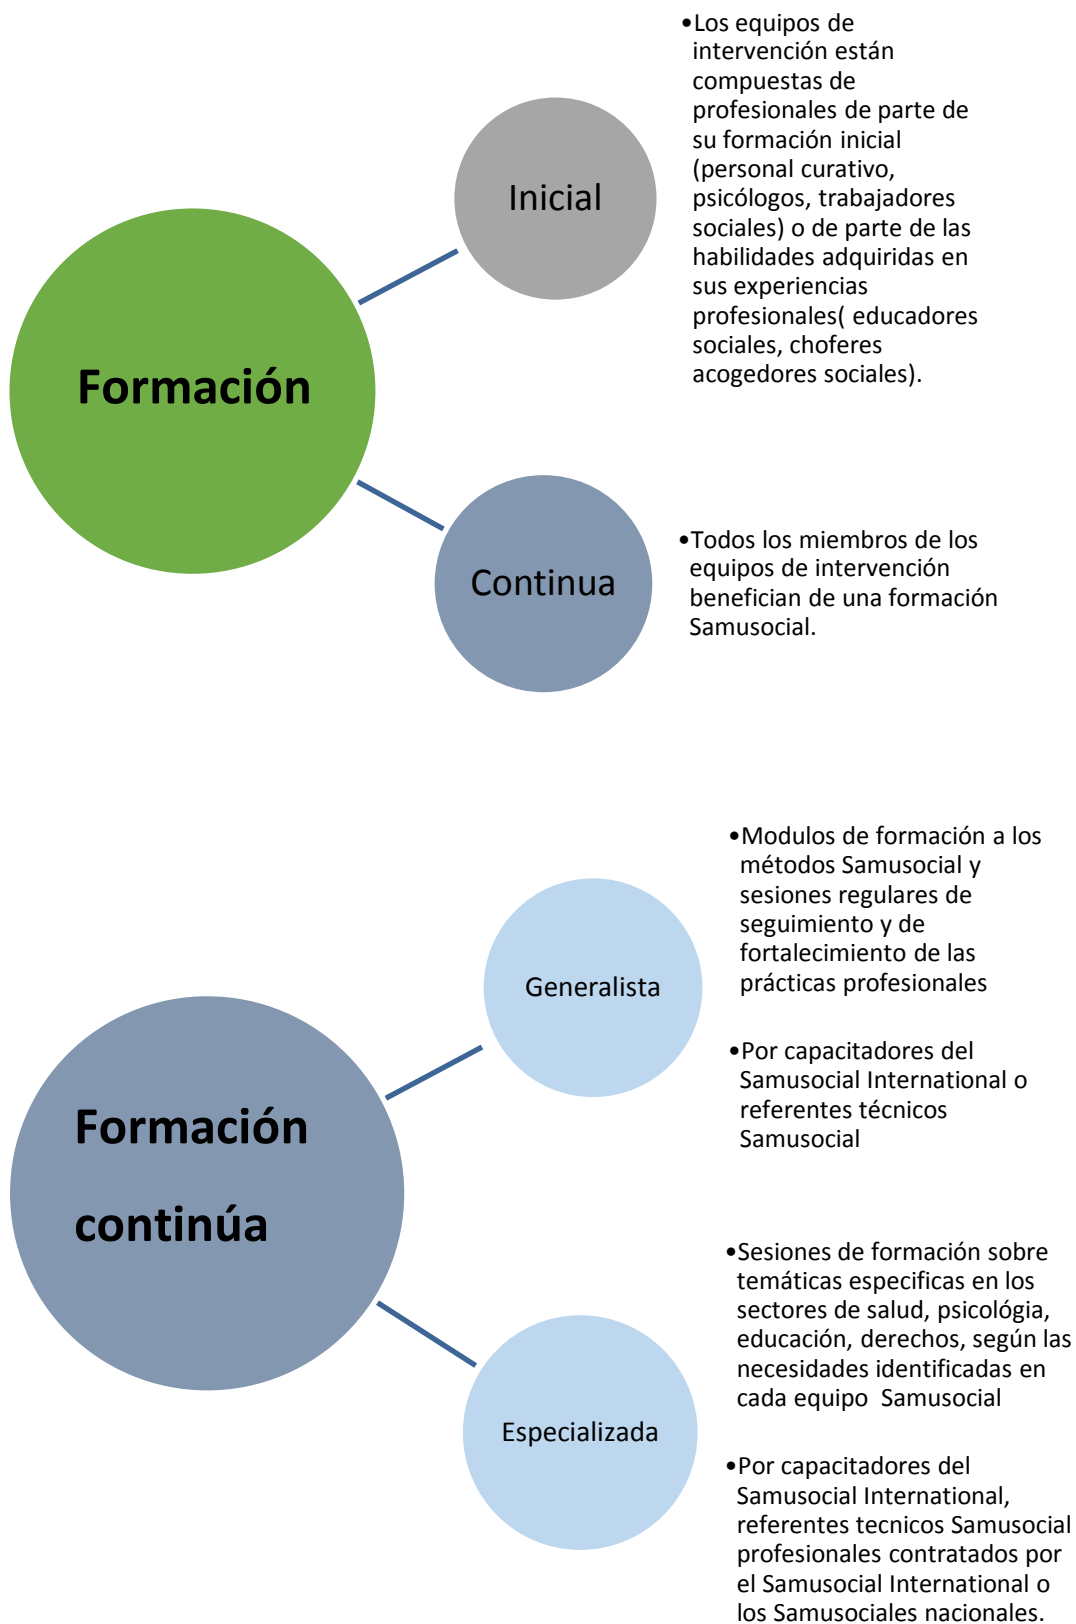 Formación
Inicial
•Los equipos de
intervención están
compuestas de
profesionales de parte de
su formación inicial
(personal curativo,
psicólogos, trabajadores
sociales) o de parte de las
habilidades adquiridas en
sus experiencias
profesionales( educadores
sociales, choferes
acogedores sociales).
Continua
•Todos los miembros de los
equipos de intervención
benefician de una formación
Samusocial.
Formación
continúa
Generalista
•Modulos de formación a los
métodos Samusocial y
sesiones regulares de
seguimiento y de
fortalecimiento de las
prácticas profesionales
•Por capacitadores del
Samusocial International o
referentes técnicos
Samusocial
Especializada
•Sesiones de formación sobre
temáticas especificas en los
sectores de salud, psicológia,
educación, derechos, según las
necesidades identificadas en
cada equipo  Samusocial
•Por capacitadores del
Samusocial International,
referentes tecnicos Samusocial
profesionales contratados por
el Samusocial International o
los Samusociales nacionales.